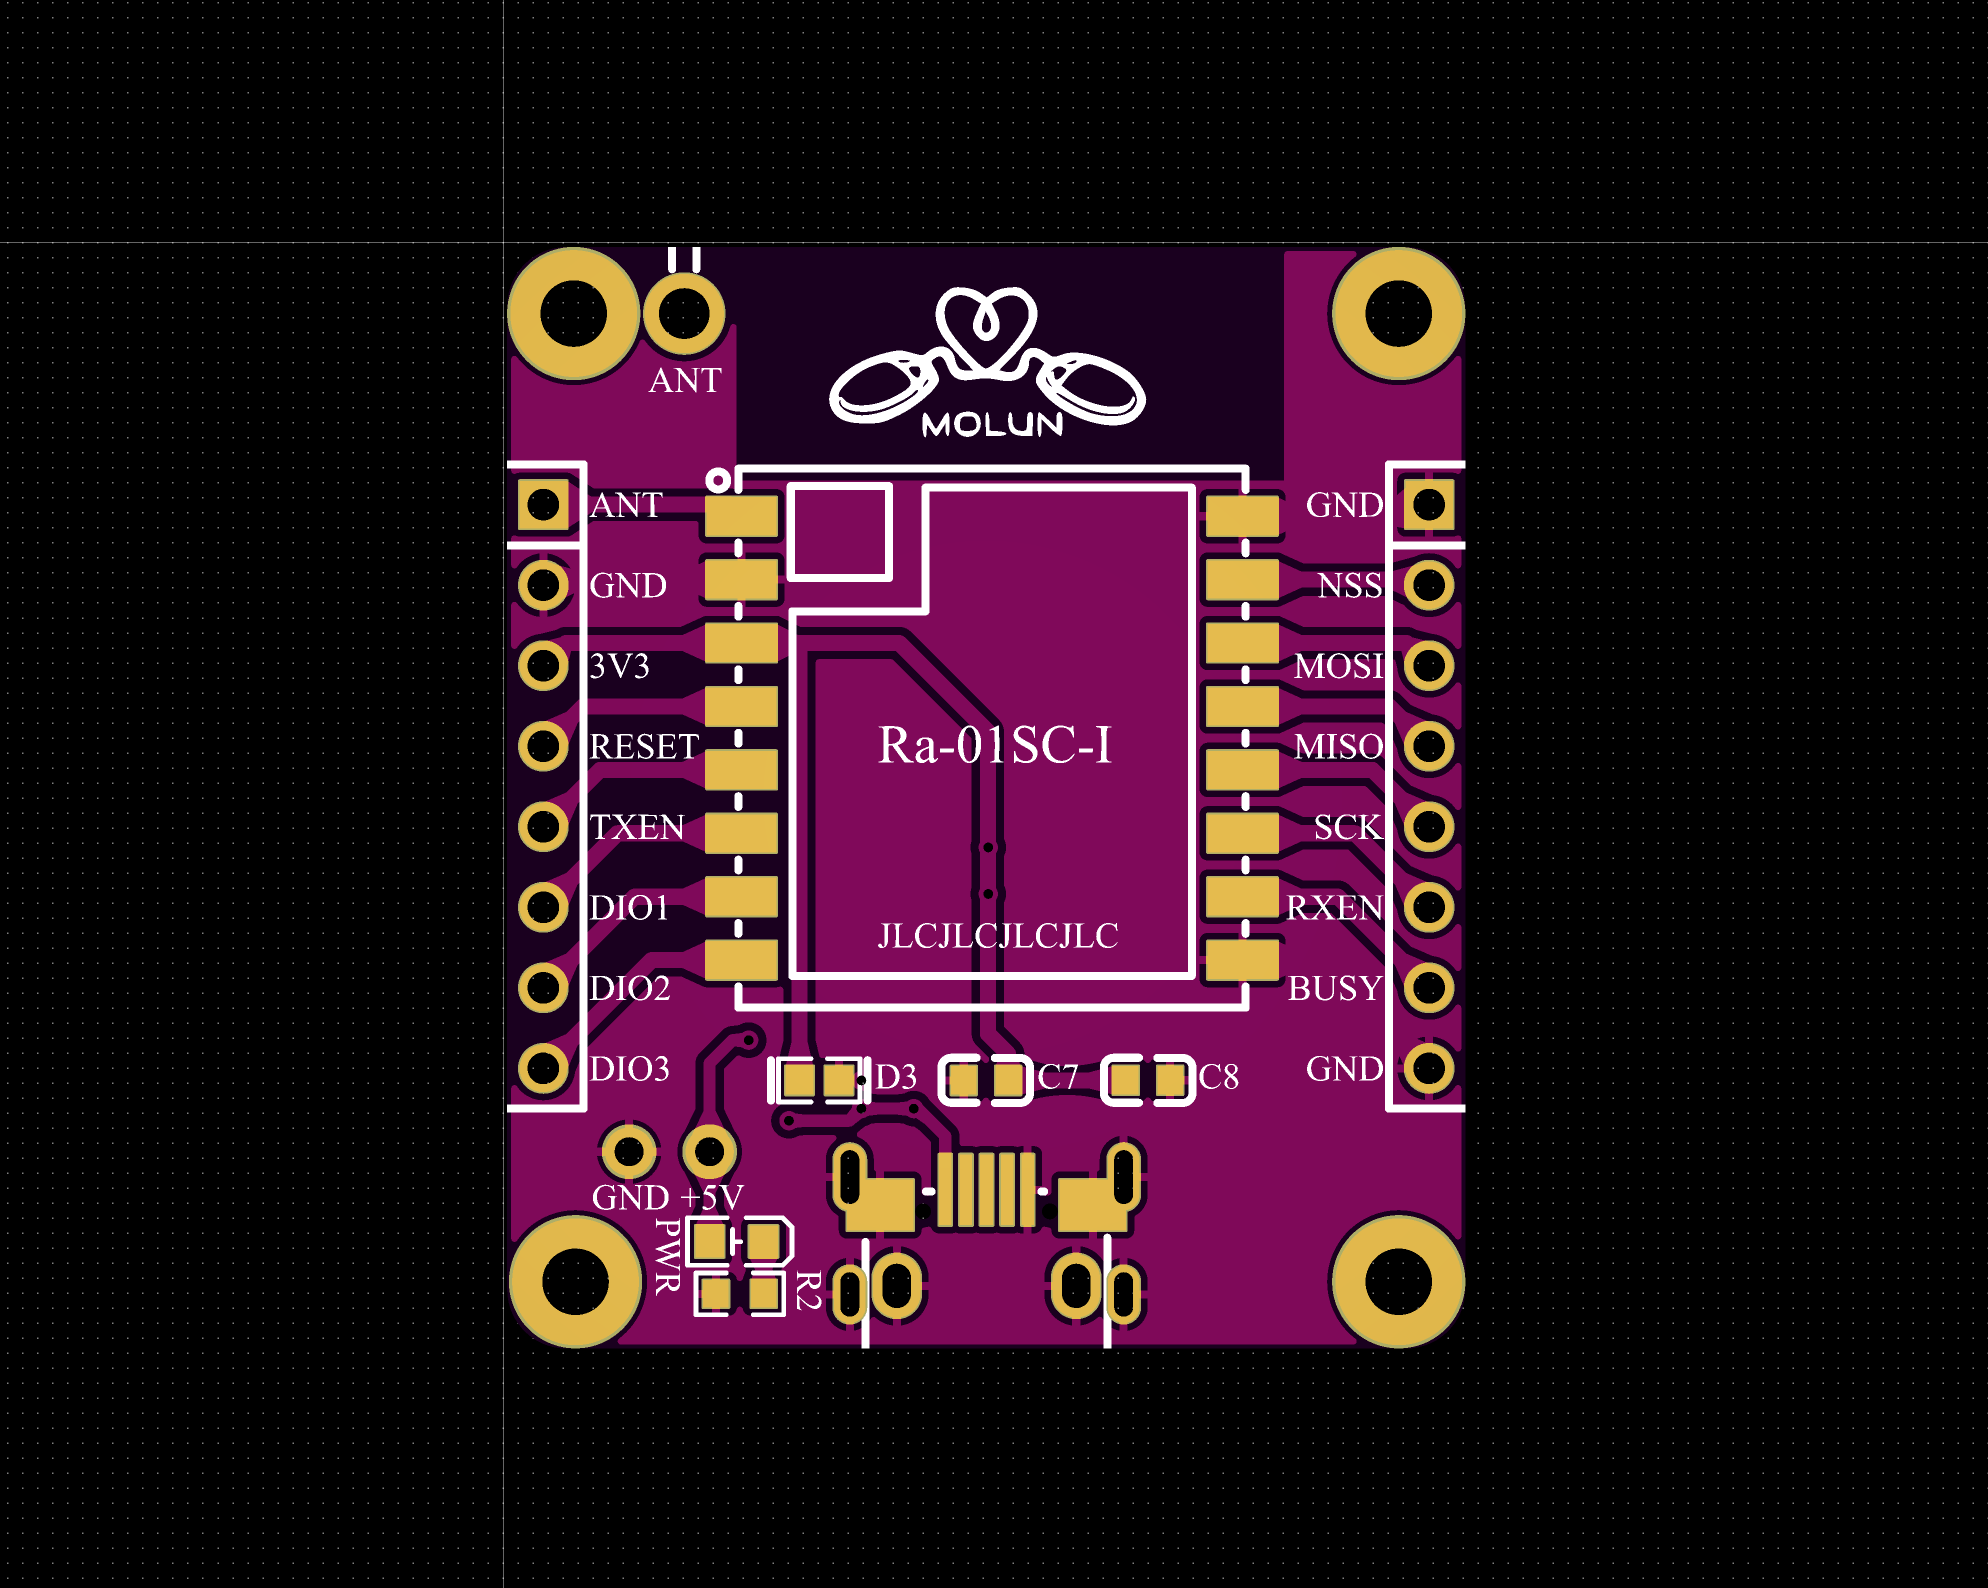 ANT
MOLUN
ANT
GND
3V3
RESET
TXEN
DIO1
DIO2
DIO3
GND
NSS
MOSI
MISO
SCK
RXEN
BUSY
GND
Ra-01SC-I
JLCJLCJLCJLC
D3
C7
C8
GND +5V
PWR
R2